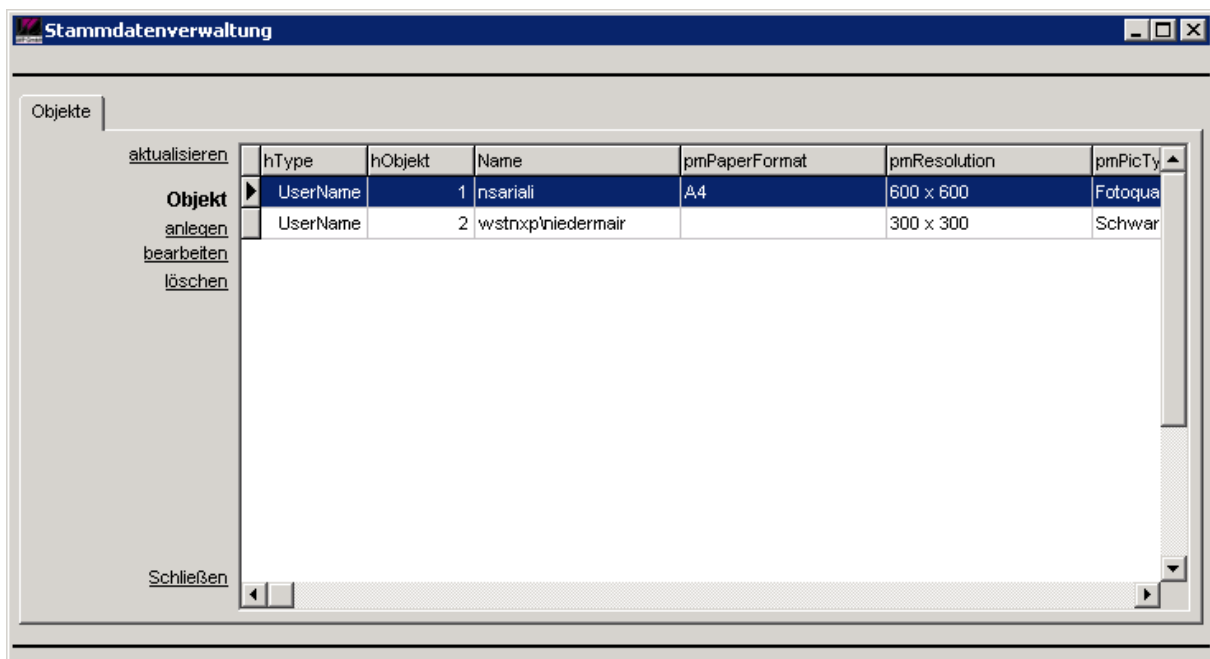 Stammdatenverwaltung
Objekte
aktualisieren
Objekt
anlegen
bearbeiten
löschen
Schließen
hType hObjekt Name pmPaperFormat pmResolution pmPicTy
UserName 1 nsariali A4 600 x 600 Fotoqua
UserName 2 wstnxp\niedermair 300 x 300 Schwar